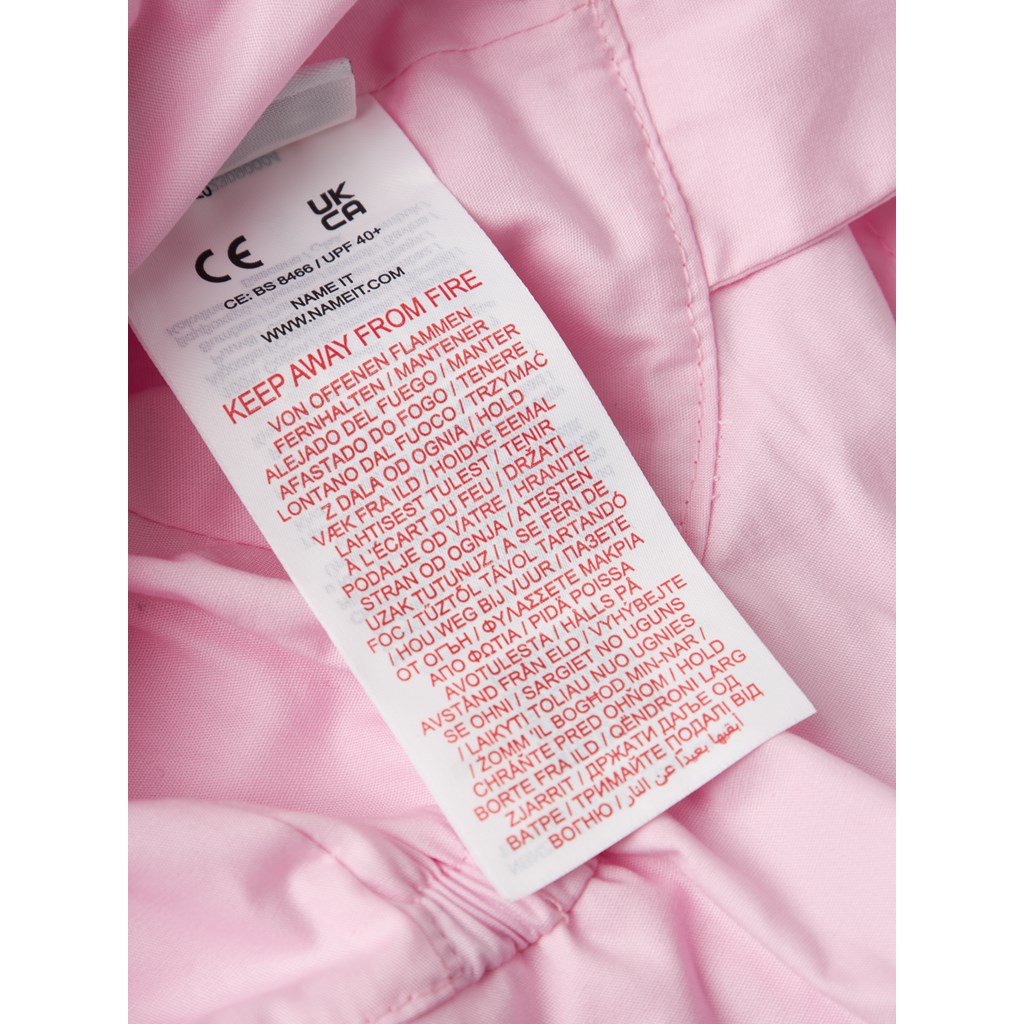 UK
CA
CE
CE: BS 8466 / UPF 40+
NAME IT
WWW.NAMEIT.COM
KEEP AWAY FROM FIRE
VON OFFENEN FLAMMEN
FERNHALTEN / MANTENER
ALEJADO DEL FUEGO / MANTER
AFASTADO DO FOGO / TENERE
LONTANO DAL FUOCO / TRZYMAĆ
Z DALA OD OGNIA / HOLD
VÆK FRA ILD / HOIDKE EEMAL
LAHTISEST TULEST / TENIR
À L'ÉCART DU FEU / DRŽATI
PODALJE OD VATRE / HRANITE
STRAN OD OGNJA / ATEŞTEN
UZAK TUTUNUZ / A SE FERI DE
FOC / TŰZTŐL TÁVOL TARTANDÓ
/ HOU WEG BIJ VUUR / ПАЗЕТЕ
ОТ ОГЪН / ΦΥΛΑΣΣΕΤΕ ΜΑΚΡΙΑ
ΑΠΟ ΦΩΤΙΑ / PIDÄ POISSA
AVOTULESTA / HÅLLS PÅ
AVSTÅND FRÅN ELD / VYHÝBEJTE
SE OHNI / SARGIET NO UGUNS
/ LAIKYTI TOLIAU NUO UGNIES
/ ŻOMM 'IL BOGĦOD MIN-NAR /
CHRÁŇTE PRED OHŇOM / HOLD
BORTE FRA ILD / QËNDRONI LARG
ZJARRIT / ДРЖАТИ ДАЉЕ ОД
ВАТРЕ / ТРИМАЙТЕ ПОДАЛІ ВІД
ВОГНЮ / أبقيها بعيداً عن النار